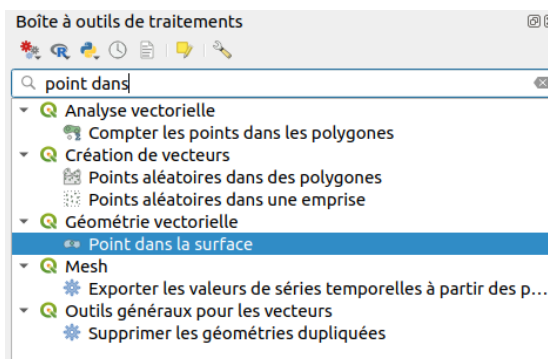 Boîte à outils de traitements
point dans
Analyse vectorielle
Compter les points dans les polygones
Création de vecteurs
Points aléatoires dans des polygones
Points aléatoires dans une emprise
Géométrie vectorielle
Point dans la surface
Mesh
Exporter les valeurs de séries temporelles à partir des p...
Outils généraux pour les vecteurs
Supprimer les géométries dupliquées